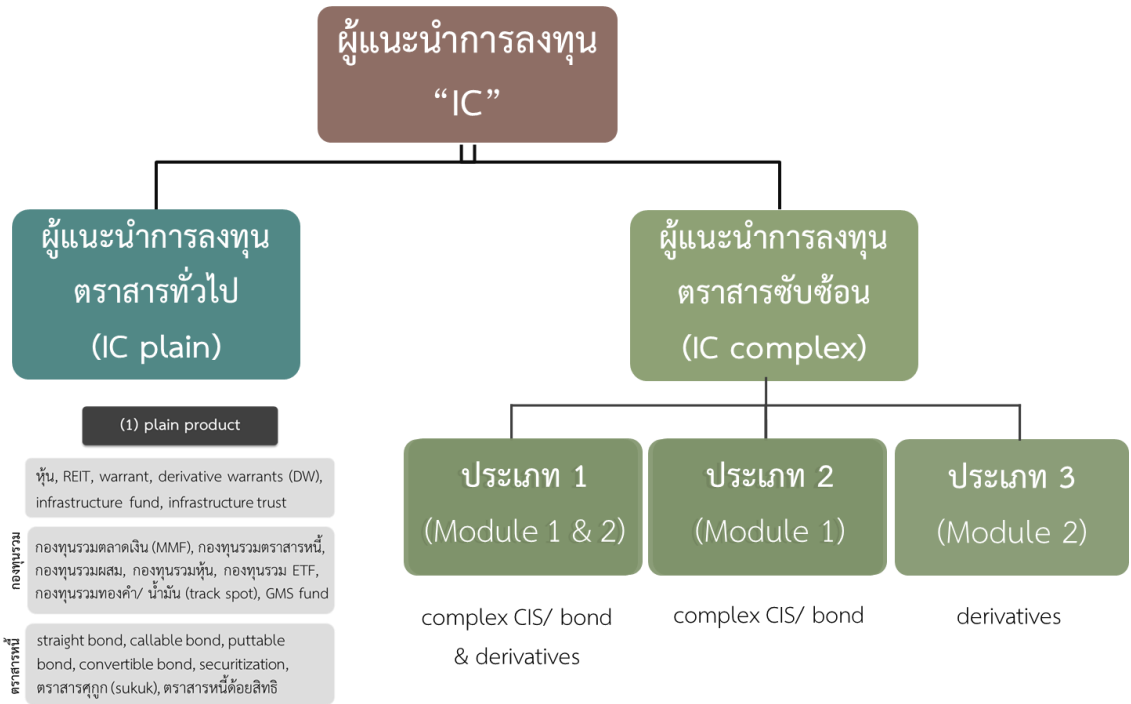 ผู้แนะนำการลงทุน
“IC”
ผู้แนะนำการลงทุน
ตราสารทั่วไป
(IC plain)
ผู้แนะนำการลงทุน
ตราสารซับซ้อน
(IC complex)
(1) plain product
หุ้น, REIT, warrant, derivative warrants (DW),
infrastructure fund, infrastructure trust
กองทุนรวม
กองทุนรวมตลาดเงิน (MMF), กองทุนรวมตราสารหนี้,
กองทุนรวมผสม, กองทุนรวมหุ้น, กองทุนรวม ETF,
กองทุนรวมทองคำ/ น้ำมัน (track spot), GMS fund
ตราสารหนี้
straight bond, callable bond, puttable
bond, convertible bond, securitization,
ตราสารศุกูก (sukuk), ตราสารหนี้ด้อยสิทธิ
ประเภท 1
(Module 1 & 2)
complex CIS/ bond
& derivatives
ประเภท 2
(Module 1)
complex CIS/ bond
ประเภท 3
(Module 2)
derivatives